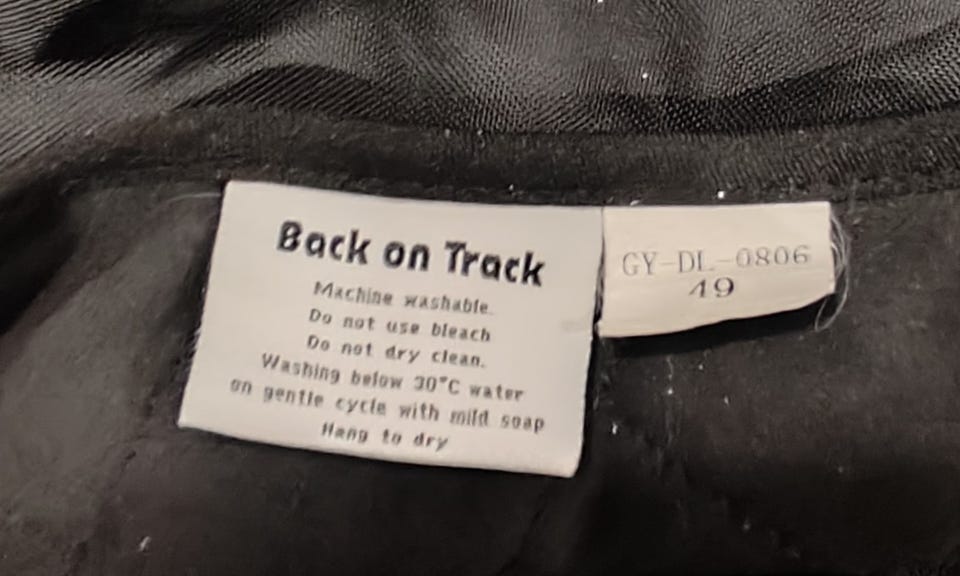 Back on Track
Machine washable.
Do not use bleach
Do not dry clean.
Washing below 30°C water
on gentle cycle with mild soap
Hang to dry
GY-DL-0806
49